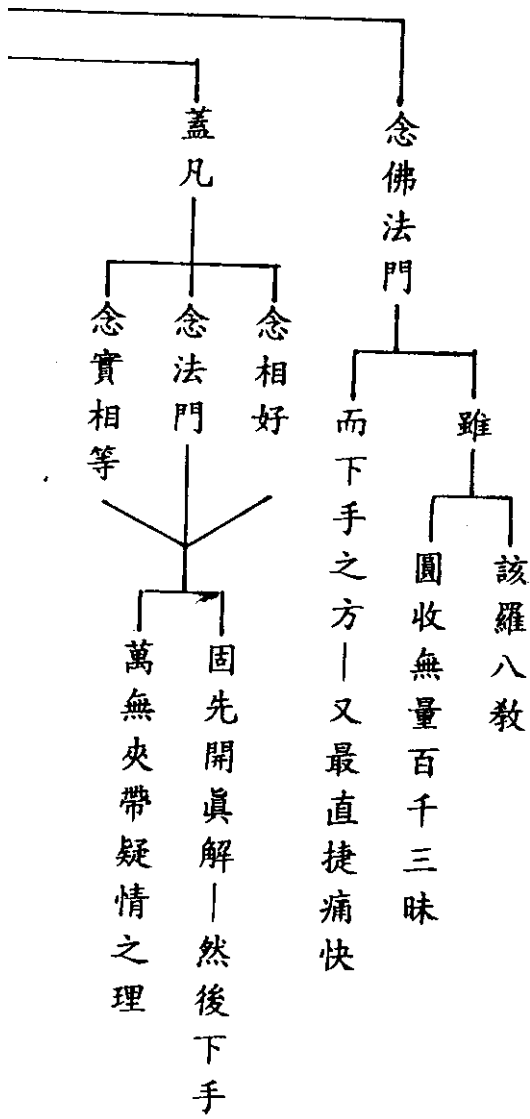 念佛法門
雖
該羅八教
圓收無量百千三昧
而下手之方—又最直捷痛快
蓋凡
念相好
念法門
念實相等
固先開眞解—然後下手
萬無夾帶疑情之理